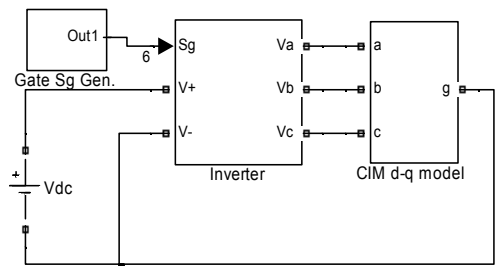 Out1
6
Gate Sg Gen.
Sg
V+
V-
Va
Vb
Vc
Inverter
a
b
c
g
CIM d-q model
+
Vdc